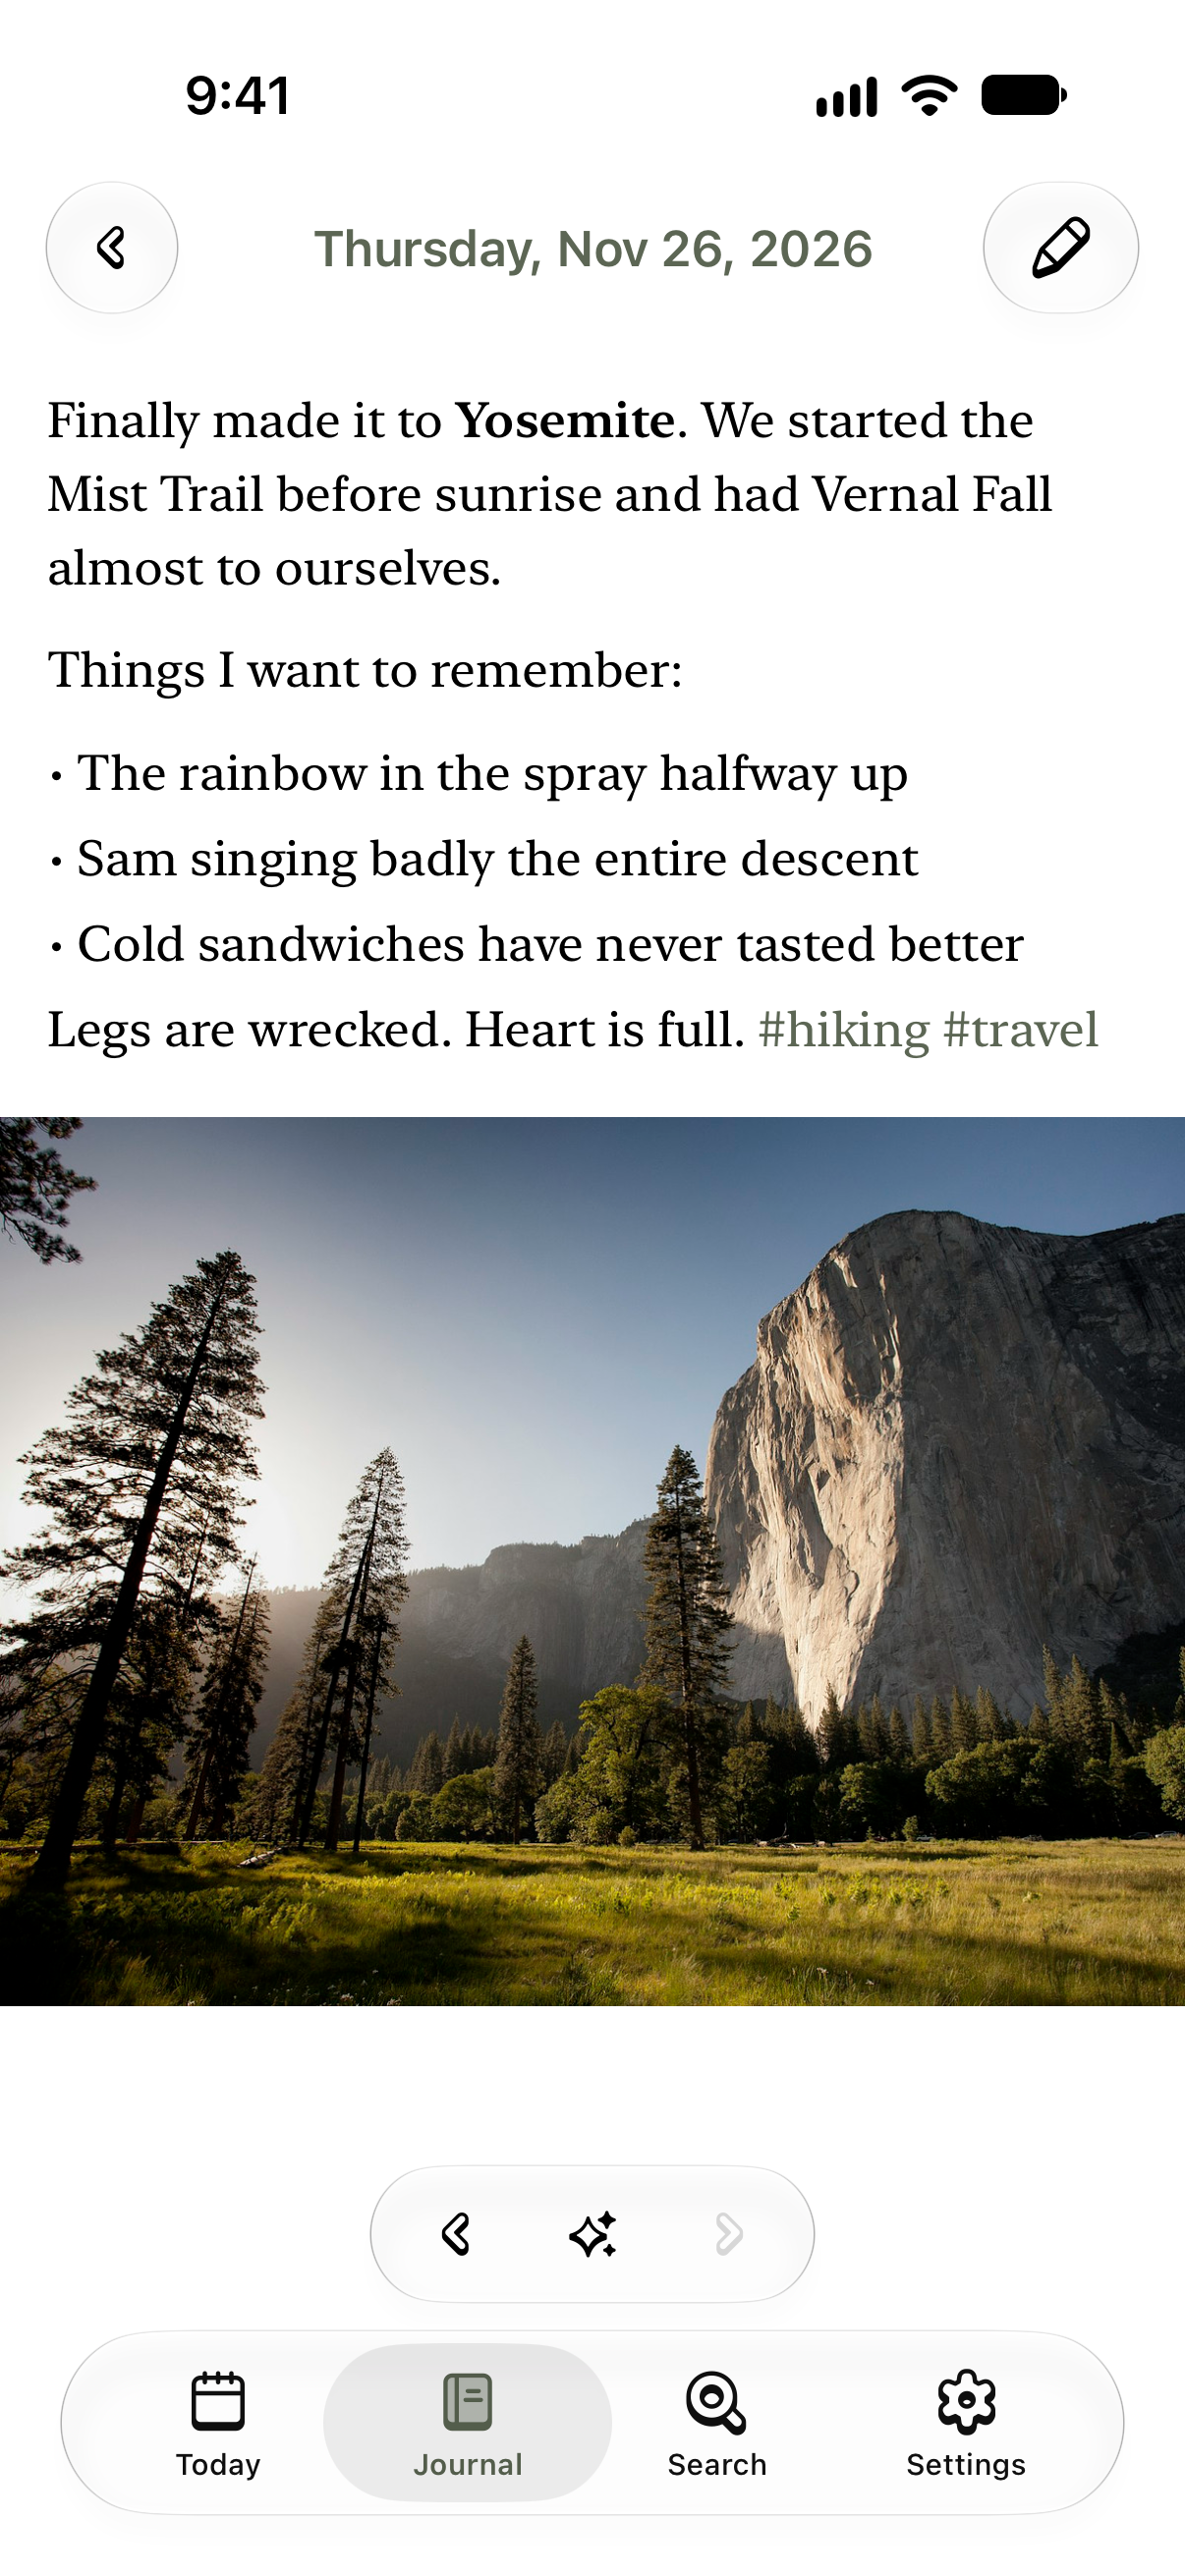 9:41
Thursday, Nov 26, 2026
Finally made it to Yosemite. We started the
Mist Trail before sunrise and had Vernal Fall
almost to ourselves.
Things I want to remember:
• The rainbow in the spray halfway up
• Sam singing badly the entire descent
• Cold sandwiches have never tasted better
Legs are wrecked. Heart is full. #hiking #travel
Today
Journal
Search
Settings